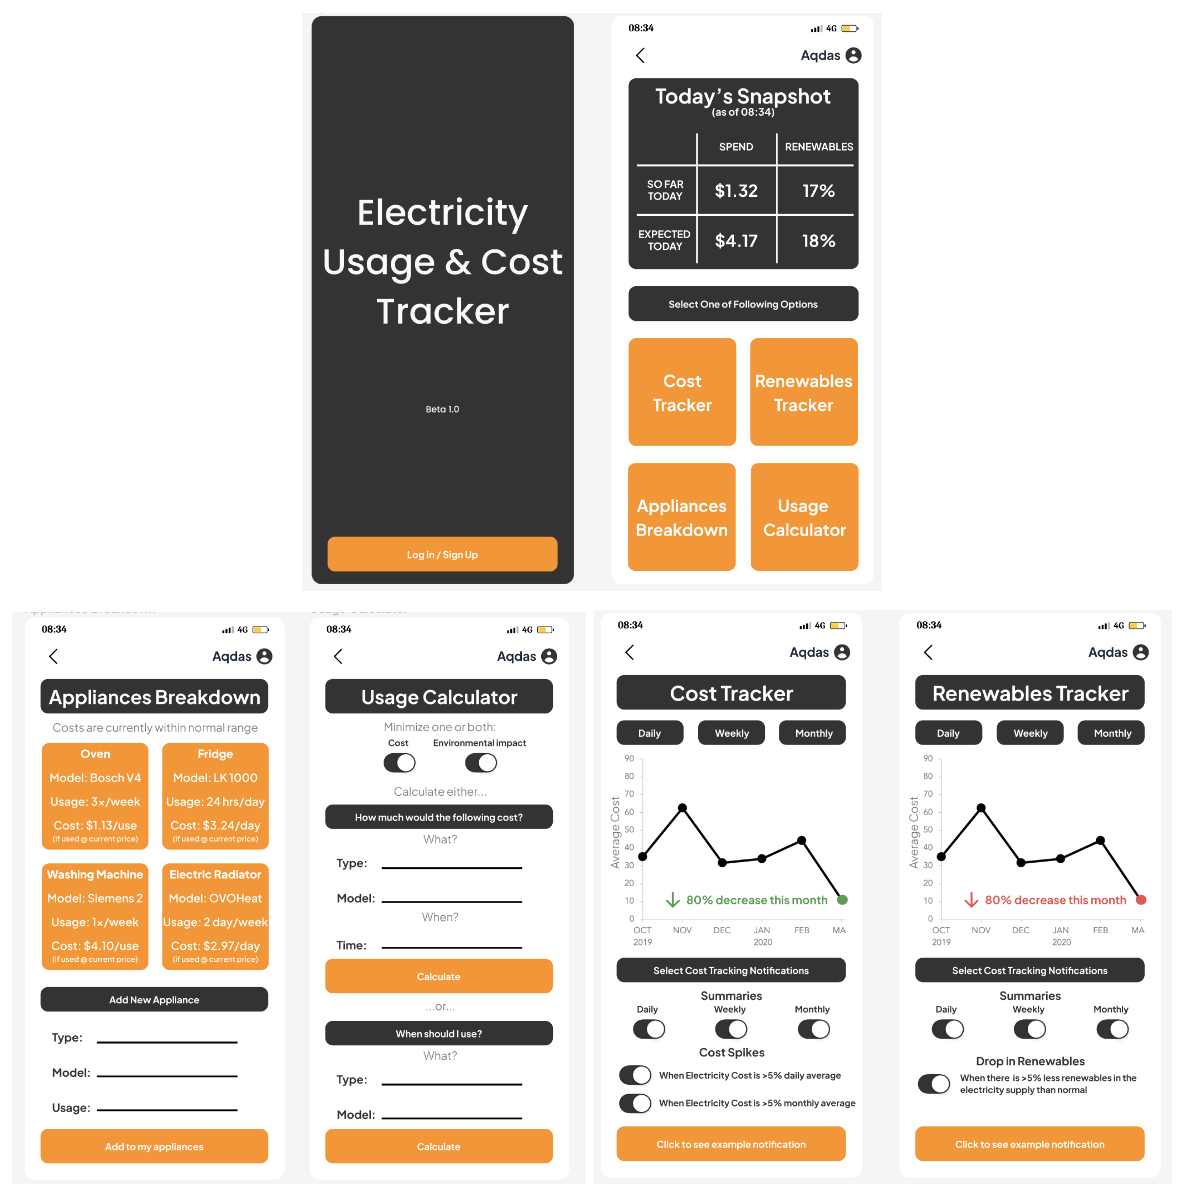 Electricity
Usage & Cost
Tracker
Beta 1.0
Log In / Sign Up
08:34
4G
Aqdas
Today's Snapshot
(as of 08:34)
SPEND RENEWABLES
SO FAR
TODAY
$1.32 17%
EXPECTED
TODAY
$4.17 18%
Select One of Following Options
Cost
Tracker
Renewables
Tracker
Appliances
Breakdown
Usage
Calculator
Appliances Breakdown
08:34
4G
Aqdas
Appliances Breakdown
Costs are currently within normal range
Oven
Model: Bosch V4
Usage: 3x/week
Cost: $1.13/use
(if used @ current price)
Fridge
Model: LK 1000
Usage: 24 hrs/day
Cost: $3.24/day
(if used @ current price)
Washing Machine
Model: Siemens 2
Usage: 1x/week
Cost: $4.10/use
(if used @ current price)
Electric Radiator
Model: OVOHeat
Usage: 2 day/week
Cost: $2.97/day
(if used @ current price)
Add New Appliance
Type:
Model:
Usage:
Add to my appliances
Usage Calculator
08:34
4G
Aqdas
Usage Calculator
Minimize one or both:
Cost Environmental impact
Calculate either...
How much would the following cost?
What?
Type:
Model:
When?
Time:
Calculate
...or...
When should I use?
What?
Type:
Model:
Calculate
08:34
4G
Aqdas
Cost Tracker
Daily Weekly Monthly
Average Cost
90
80
70
60
50
40
30
20
10
0
80% decrease this month
OCT NOV DEC JAN FEB MA
2019 2020
Select Cost Tracking Notifications
Summaries
Daily Weekly Monthly
Cost Spikes
When Electricity Cost is >5% daily average
When Electricity Cost is >5% monthly average
Click to see example notification
08:34
4G
Aqdas
Renewables Tracker
Daily Weekly Monthly
Average Cost
90
80
70
60
50
40
30
20
10
0
80% decrease this month
OCT NOV DEC JAN FEB MA
2019 2020
Select Cost Tracking Notifications
Summaries
Daily Weekly Monthly
Drop in Renewables
When there is >5% less renewables in the
electricity supply than normal
Click to see example notification